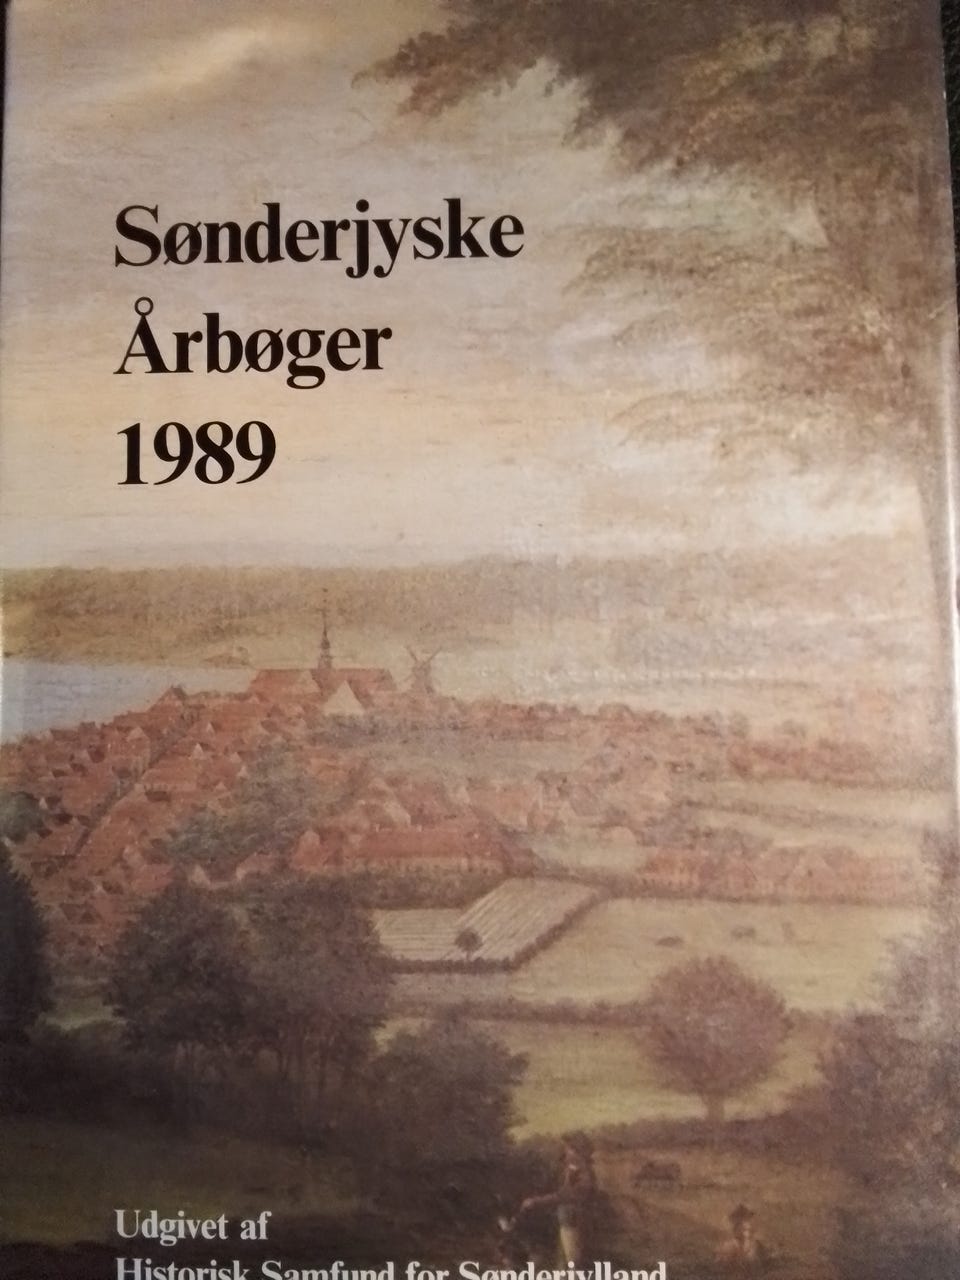 Sønderjyske
Årbøger
1989
Udgivet af
Historisk Samfund for Sønderjylland